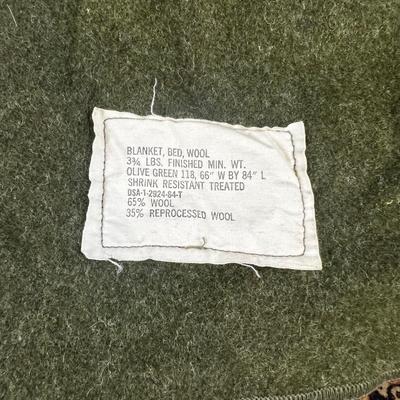 BLANKET, BED, WOOL
3¾ LBS. FINISHED MIN. WT.
OLIVE GREEN 118, 66" W BY 84" L
SHRINK RESISTANT TREATED
DSA-1-2924-64-T
65% WOOL
35% REPROCESSED WOOL